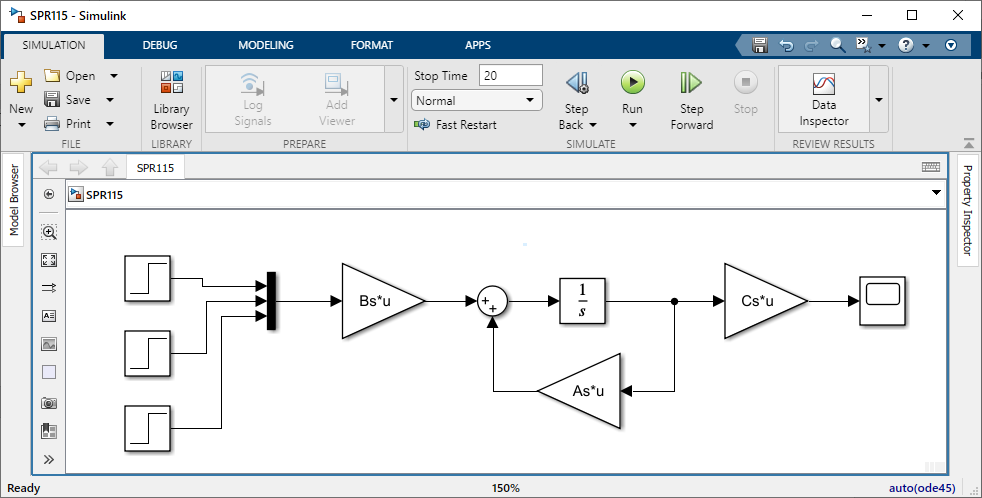 SPR115 - Simulink
SIMULATION DEBUG MODELING FORMAT APPS
New
Open
Save
Print
FILE
Library
Browser
LIBRARY
Log
Signals
Add
Viewer
PREPARE
Stop Time 20
Normal
Fast Restart
Step
Back
Run
Step
Forward
Stop
SIMULATE
Data
Inspector
REVIEW RESULTS
Model Browser
SPR115
SPR115
Property Inspector
Bs*u
+
+
1
s
Cs*u
As*u
Ready 150% auto(ode45)